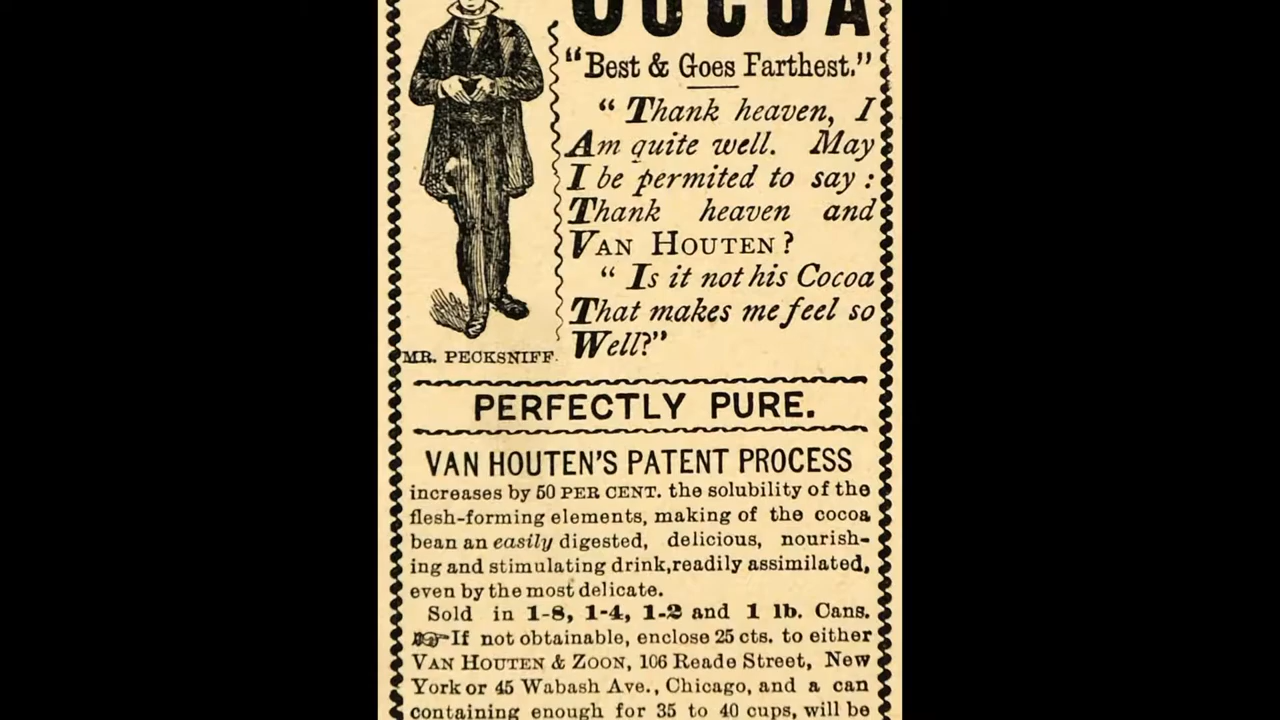 COCOA
"Best & Goes Farthest."
"Thank heaven, I
Am quite well. May
I be permited to say:
Thank heaven and
VAN HOUTEN?
"Is it not his Cocoa
That makes me feel so
Well?"
MR. PECKSNIFF.
PERFECTLY PURE.
VAN HOUTEN'S PATENT PROCESS
increases by 50 PER CENT. the solubility of the
flesh-forming elements, making of the cocoa
bean an easily digested, delicious, nourish-
ing and stimulating drink, readily assimilated,
even by the most delicate.
Sold in 1-8, 1-4, 1-2 and 1 lb. Cans.
☞If not obtainable, enclose 25 cts. to either
VAN HOUTEN & ZOON, 106 Reade Street, New
York or 45 Wabash Ave., Chicago, and a can
containing enough for 35 to 40 cups, will be